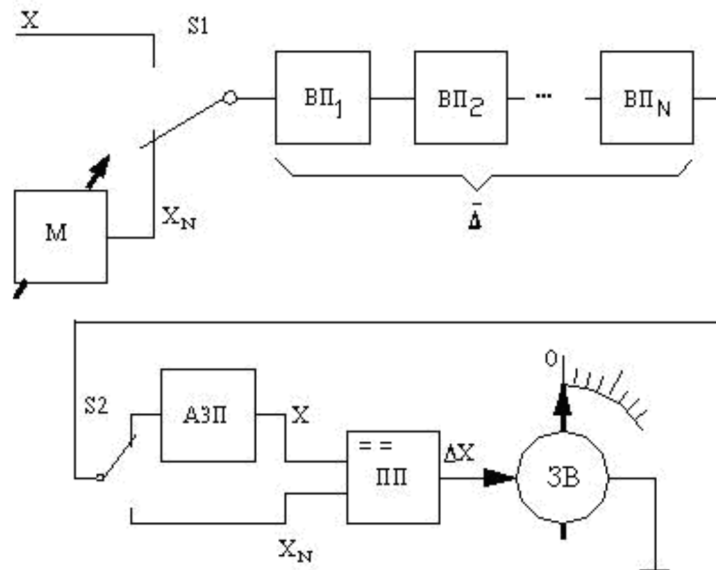 X
S1
ВП1
ВП2
...
ВПN
М
XN
Δ̄
0
S2
АЗП
X
= =
ПП
ΔX
ЗВ
XN